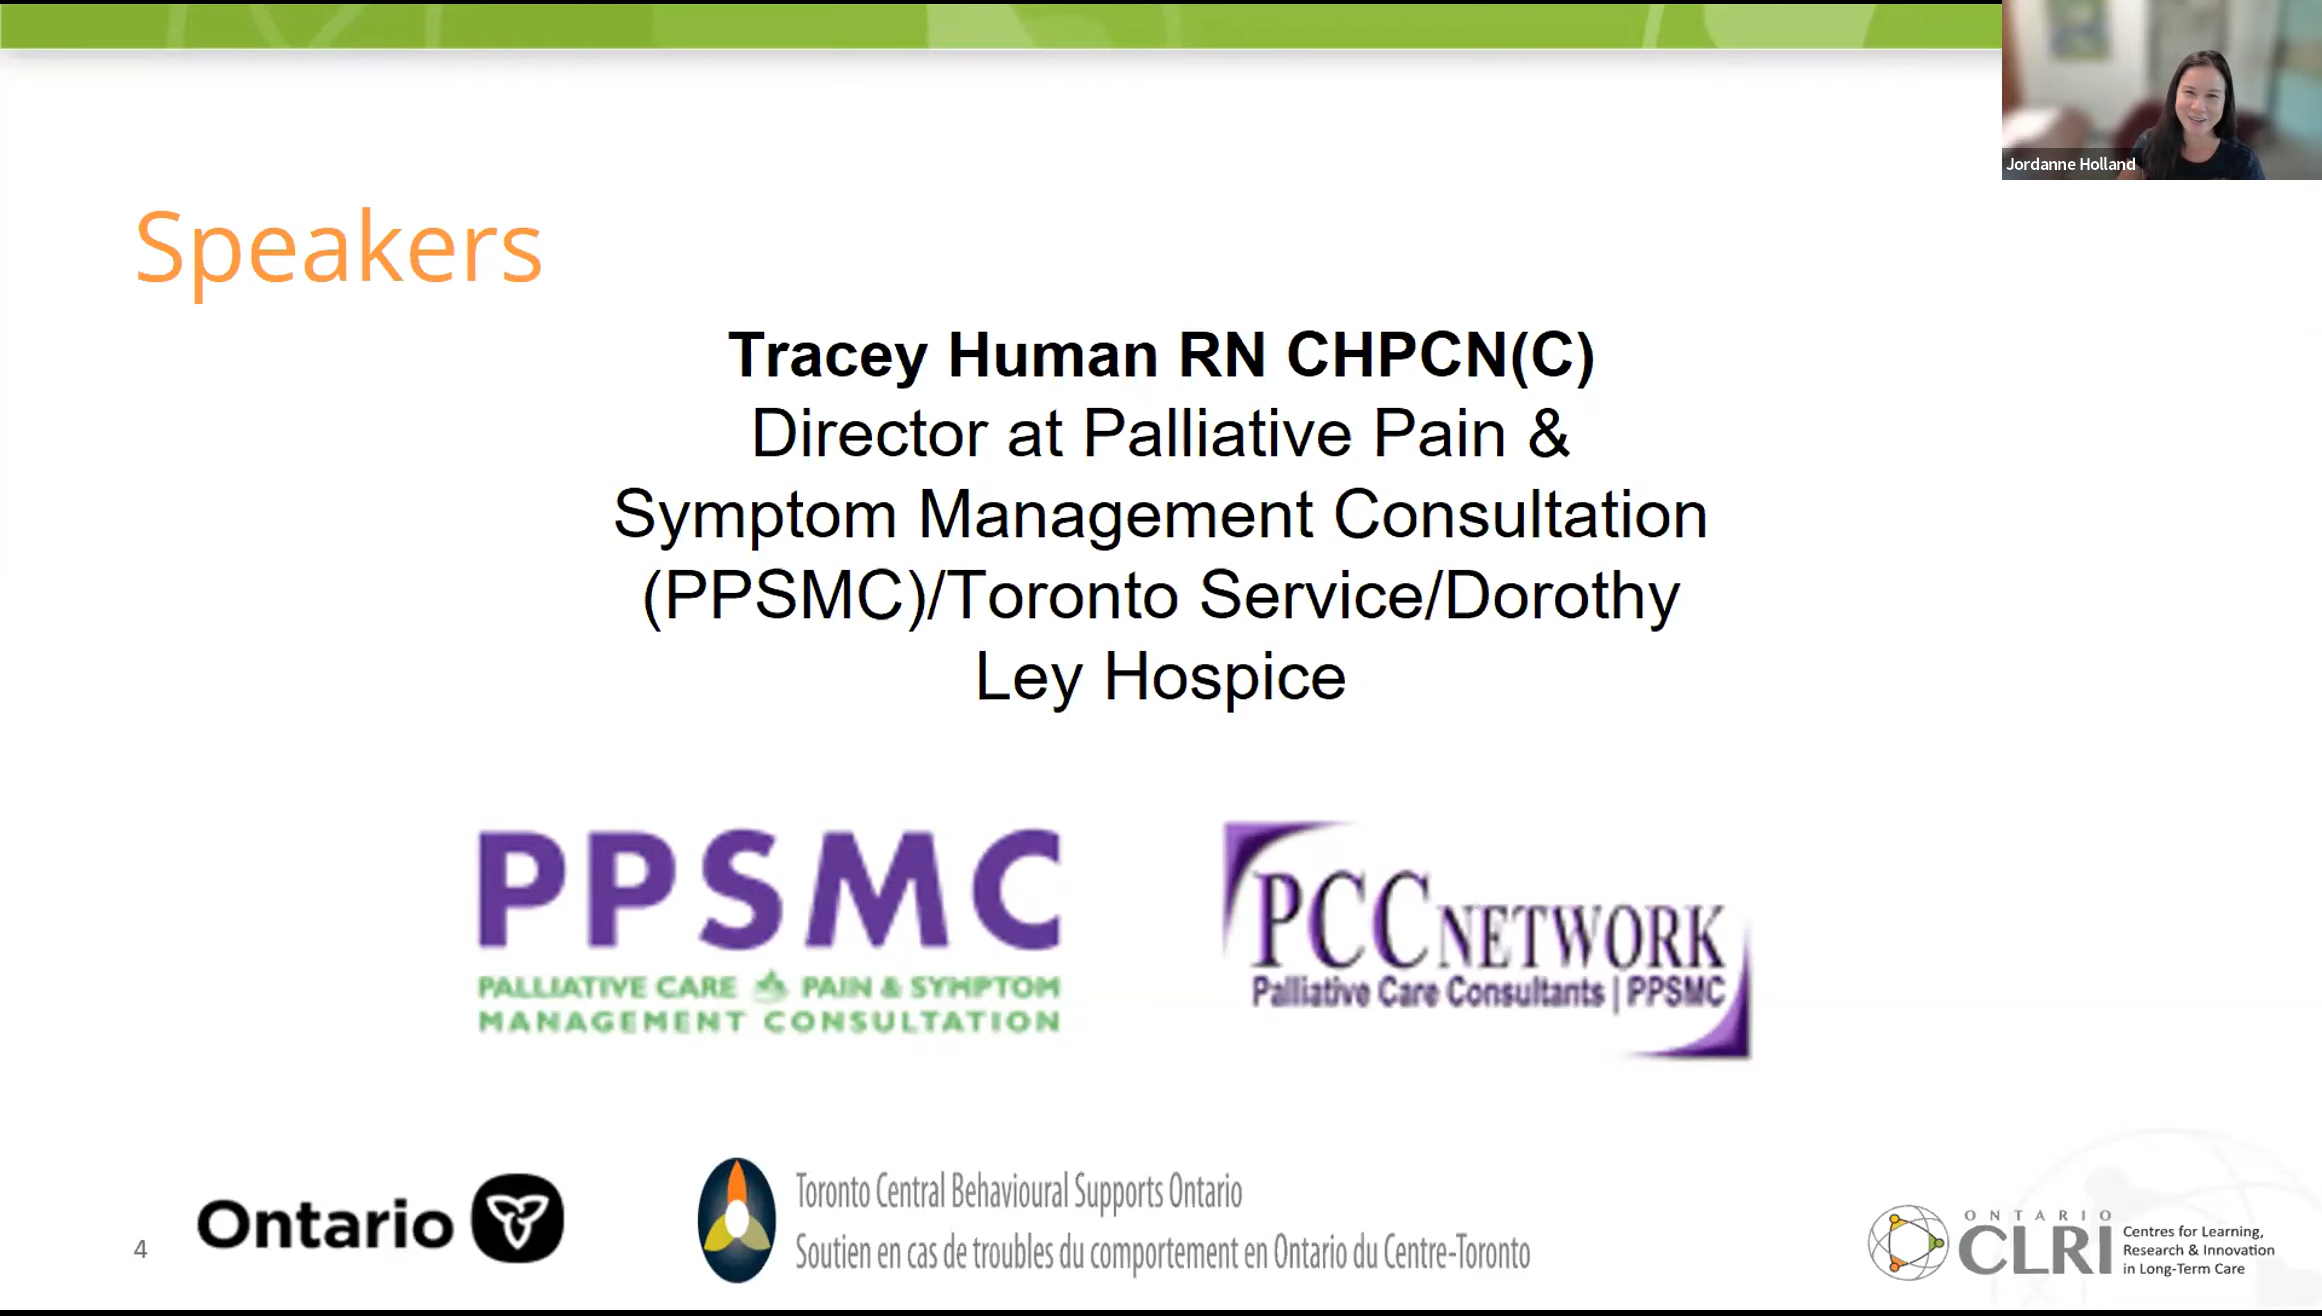 Jordanne Holland
Speakers
Tracey Human RN CHPCN(C)
Director at Palliative Pain &
Symptom Management Consultation
(PPSMC)/Toronto Service/Dorothy
Ley Hospice
PPSMC
PALLIATIVE CARE PAIN & SYMPTOM
MANAGEMENT CONSULTATION
PCC NETWORK
Palliative Care Consultants | PPSMC
4
Ontario
Toronto Central Behavioural Supports Ontario
Soutien en cas de troubles du comportement en Ontario du Centre-Toronto
ONTARIO
CLRI
Centres for Learning,
Research & Innovation
in Long-Term Care